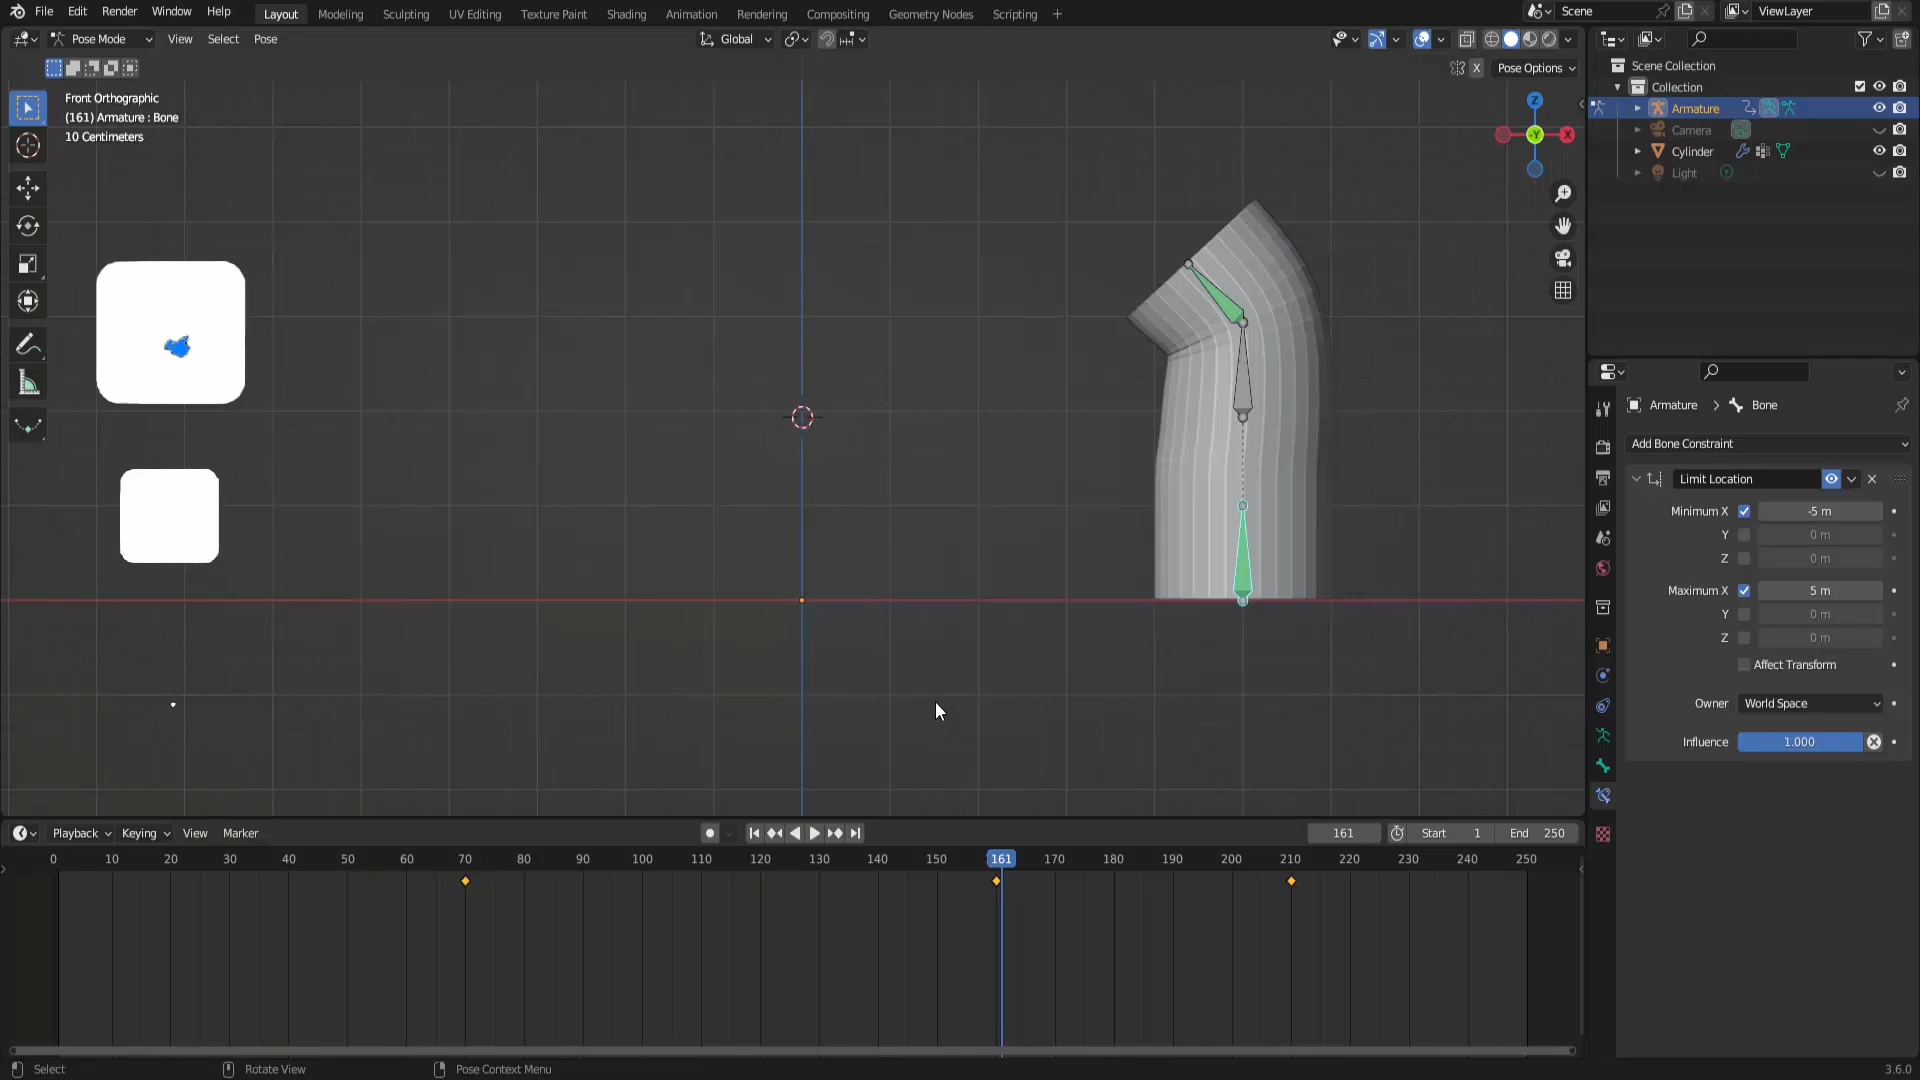 File Edit Render Window Help Layout Modeling Sculpting UV Editing Texture Paint Shading Animation Rendering Compositing Geometry Nodes Scripting + Scene ViewLayer
Pose Mode View Select Pose Global
X Pose Options
Front Orthographic
(161) Armature : Bone
10 Centimeters
Z
-Y
X
Scene Collection
Collection
Armature
Camera
Cylinder
Light
Armature > Bone
Add Bone Constraint
Limit Location
Minimum X -5 m
Y 0 m
Z 0 m
Maximum X 5 m
Y 0 m
Z 0 m
Affect Transform
Owner World Space
Influence 1.000
Playback Keying View Marker 161 Start 1 End 250
0 10 20 30 40 50 60 70 80 90 100 110 120 130 140 150 161 170 180 190 200 210 220 230 240 250
Select Rotate View Pose Context Menu 3.6.0